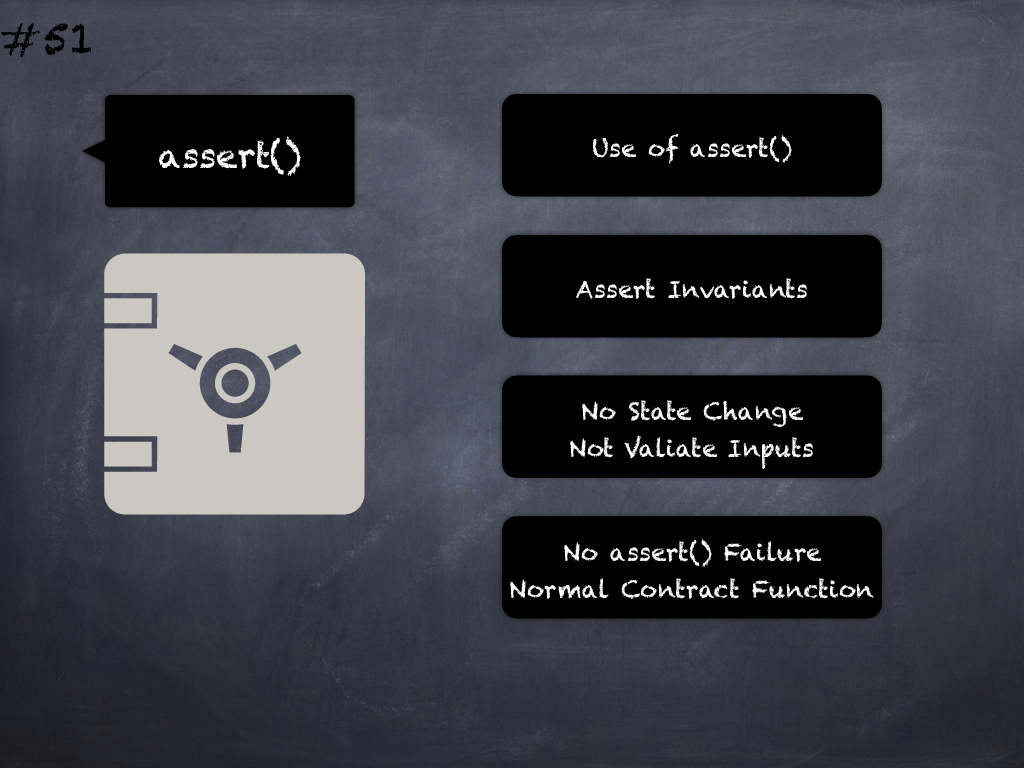 #51
assert()
Use of assert()
Assert Invariants
No State Change
Not Valiate Inputs
No assert() Failure
Normal Contract Function